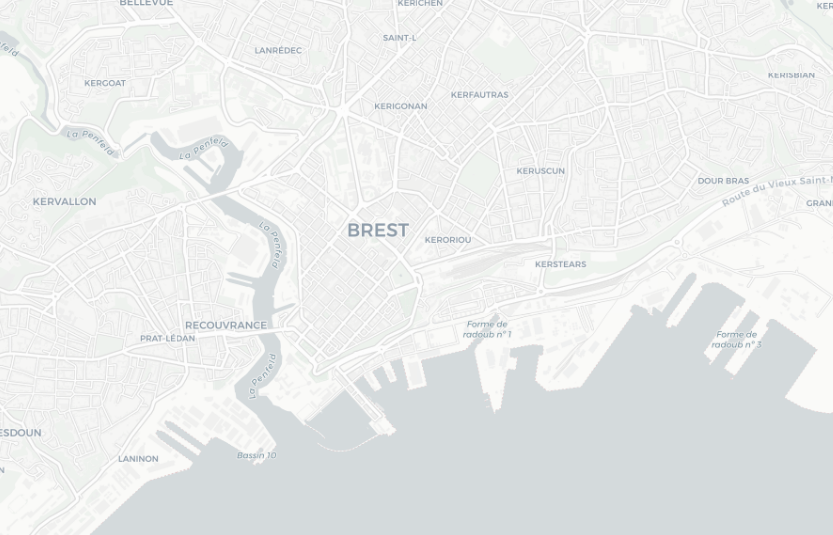 BELLEVUE
KERICHEN
SAINT-L
LANRÉDEC
KERGOAT
KERISBIAN
KERFAUTRAS
KERIGONAN
La Penfeld
La Penfeld
KERUSCUN
DOUR BRAS
KERVALLON
Route du Vieux Saint-
GRAN
BREST
La Penfeld
KERORIOU
KERSTEARS
RECOUVRANCE
PRAT-LÉDAN
Forme de
radoub n° 1
Forme de
radoub n° 3
La Penfeld
ESDOUN
LANINON
Bassin 10